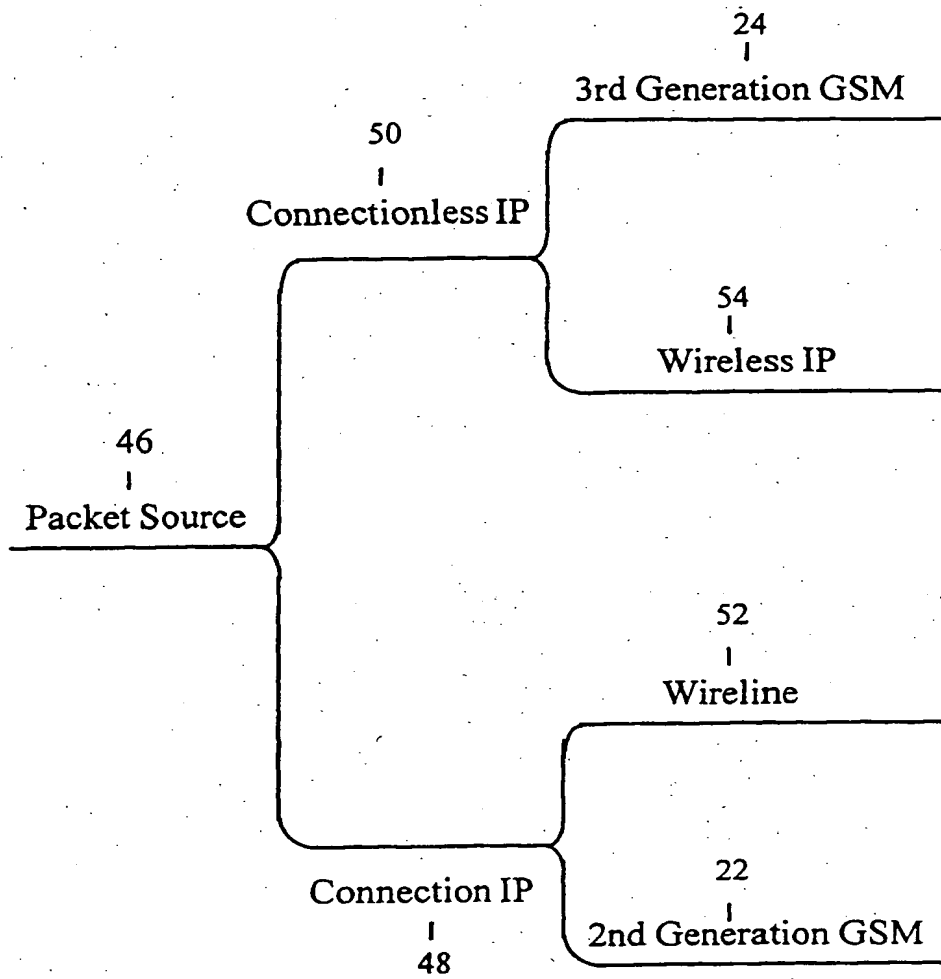 24
3rd Generation GSM
50
Connectionless IP
54
Wireless IP
46
Packet Source
52
Wireline
Connection IP
48
22
2nd Generation GSM